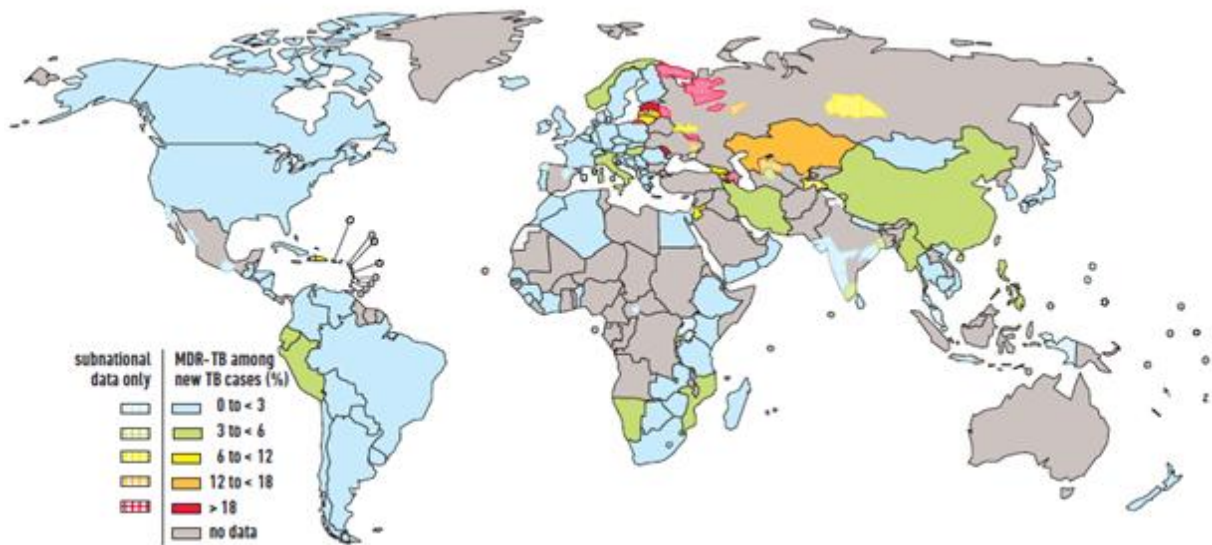 subnational data only
MDR-TB among new TB cases (%)
0 to < 3
3 to < 6
6 to < 12
12 to < 18
> 18
no data